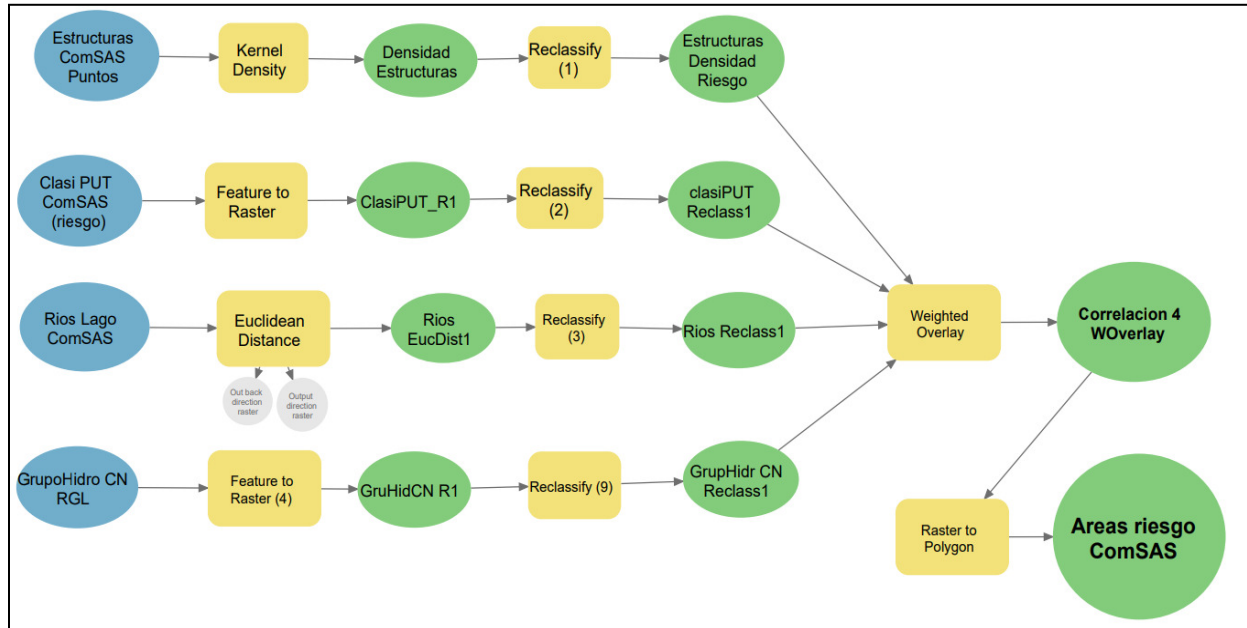 Estructuras
ComSAS
Puntos
Kernel
Density
Densidad
Estructuras
Reclassify
(1)
Estructuras
Densidad
Riesgo
Clasi PUT
ComSAS
(riesgo)
Feature to
Raster
ClasiPUT_R1
Reclassify
(2)
clasiPUT
Reclass1
Rios Lago
ComSAS
Euclidean
Distance
Out back
direction
raster
Output
direction
raster
Rios
EucDist1
Reclassify
(3)
Rios Reclass1
GrupoHidro CN
RGL
Feature to
Raster (4)
GruHidCN R1
Reclassify (9)
GrupHidr CN
Reclass1
Weighted
Overlay
Correlacion 4
WOverlay
Raster to
Polygon
Areas riesgo
ComSAS